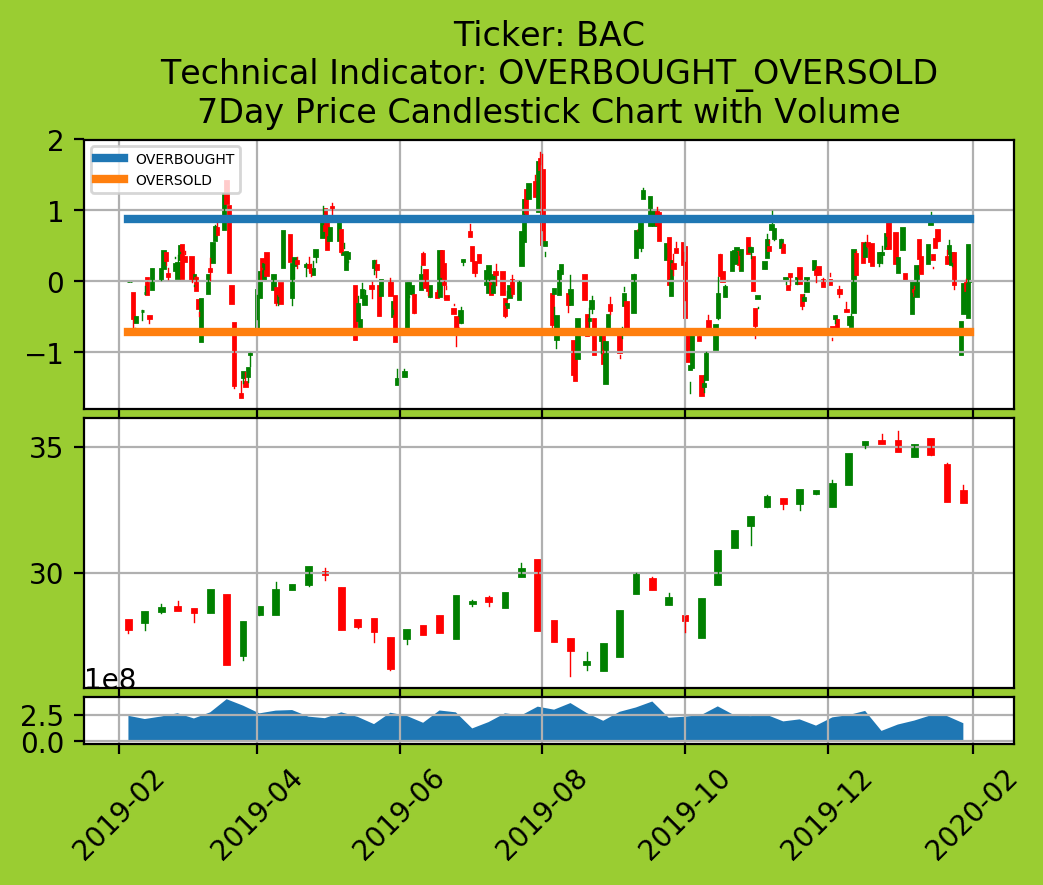 Ticker: BAC
Technical Indicator: OVERBOUGHT_OVERSOLD
7Day Price Candlestick Chart with Volume
OVERBOUGHT
OVERSOLD
2
1
0
−1
35
30
1e8
2.5
0.0
2019-02
2019-04
2019-06
2019-08
2019-10
2019-12
2020-02